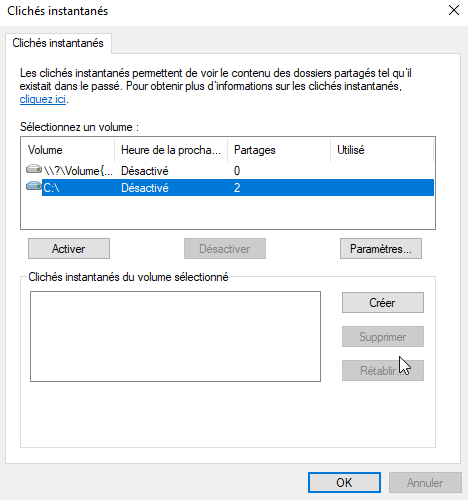 Clichés instantanés
Clichés instantanés
Les clichés instantanés permettent de voir le contenu des dossiers partagés tel qu'il
existait dans le passé. Pour obtenir plus d'informations sur les clichés instantanés,
cliquez ici.
Sélectionnez un volume :
Volume Heure de la procha... Partages Utilisé
\\?\Volume{... Désactivé 0
C:\ Désactivé 2
Activer Désactiver Paramètres...
Clichés instantanés du volume sélectionné
Créer
Supprimer
Rétablir
OK Annuler